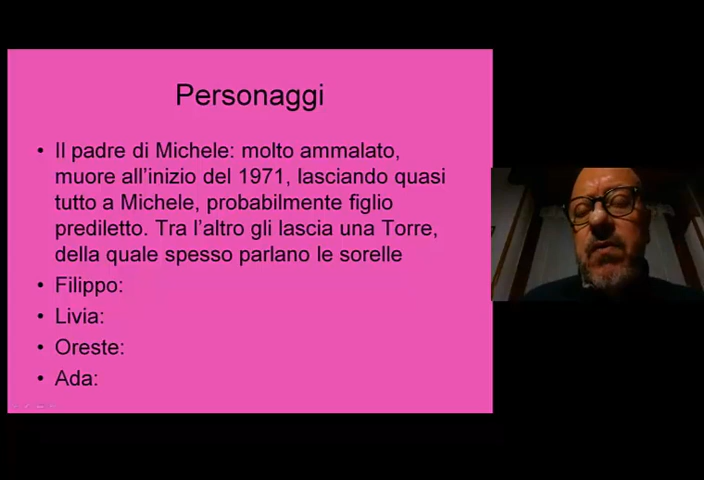 Personaggi
• Il padre di Michele: molto ammalato,
muore all'inizio del 1971, lasciando quasi
tutto a Michele, probabilmente figlio
prediletto. Tra l'altro gli lascia una Torre,
della quale spesso parlano le sorelle
• Filippo:
• Livia:
• Oreste:
• Ada: